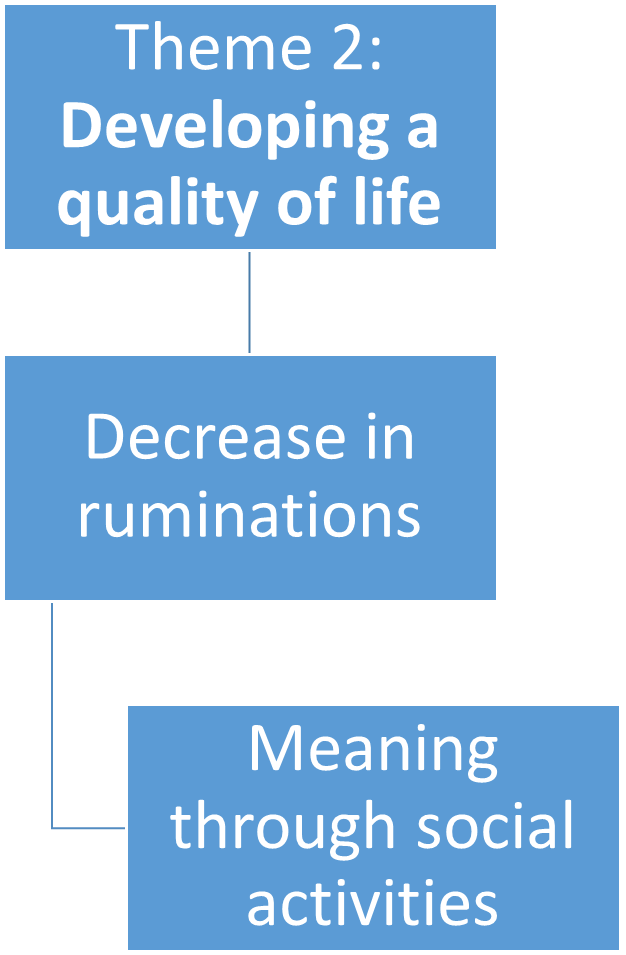 Theme 2:
Developing a
quality of life
Decrease in
ruminations
Meaning
through social
activities